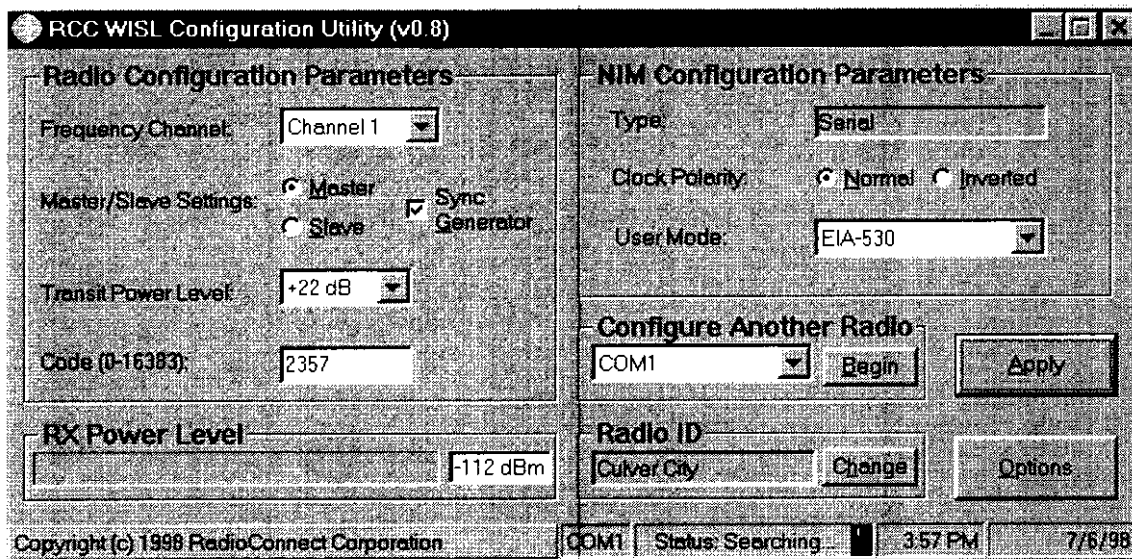 RCC WISL Configuration Utility (v0.8)
Radio Configuration Parameters
Frequency Channel: Channel 1
Master/Slave Settings: Master
Slave
Sync Generator
Transit Power Level: +22 dB
Code (0-16383): 2357
RX Power Level
-112 dBm
NIM Configuration Parameters
Type: Serial
Clock Polarity: Normal Inverted
User Mode: EIA-530
Configure Another Radio
COM1 Begin
Apply
Radio ID
Culver City Change
Options
Copyright (c) 1998 RadioConnect Corporation COM1 Status: Searching... 3:57 PM 7/6/98